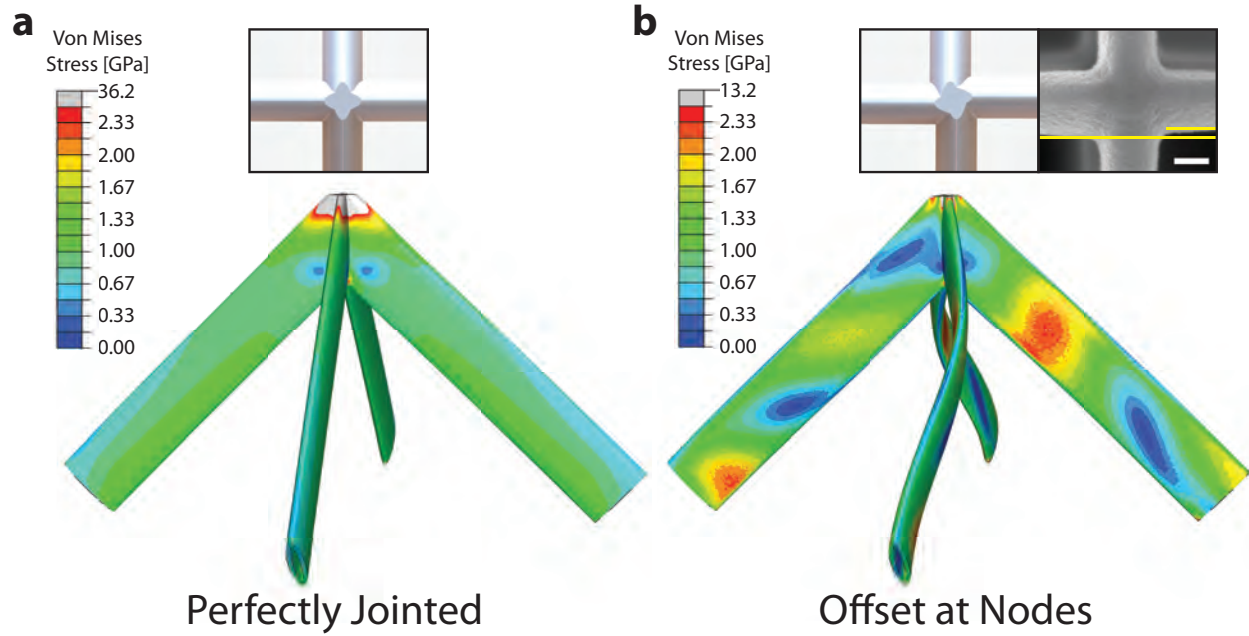 a
Von Mises
Stress [GPa]
36.2
2.33
2.00
1.67
1.33
1.00
0.67
0.33
0.00
Perfectly Jointed
b
Von Mises
Stress [GPa]
13.2
2.33
2.00
1.67
1.33
1.00
0.67
0.33
0.00
Offset at Nodes